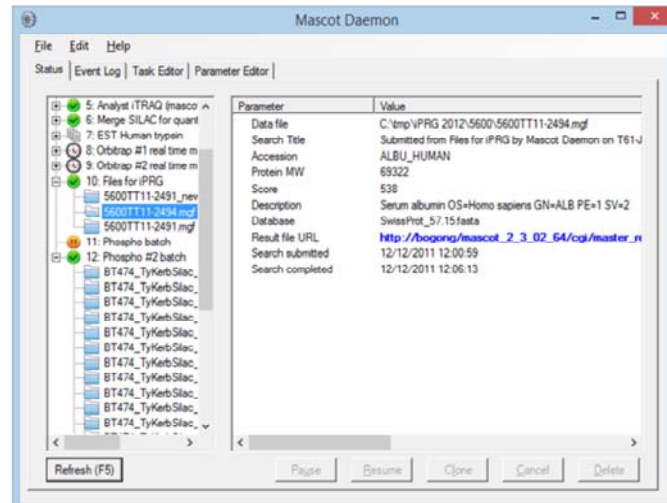 Mascot Daemon
File Edit Help
Status Event Log Task Editor Parameter Editor
5: Analyst iTRAQ (masco
6: Merge SILAC for quant
7: EST Human trypsin
8: Orbitrap #1 real time m
9: Orbitrap #2 real time m
10: Files for iPRG
5600TT11-2491_nev
5600TT11-2494.mgf
5600TT11-2491.mgf
11: Phospho batch
12: Phospho #2 batch
BT474_TyKerbSilac_
BT474_TyKerbSilac_
BT474_TyKerbSilac_
BT474_TyKerbSilac_
BT474_TyKerbSilac_
BT474_TyKerbSilac_
BT474_TyKerbSilac_
BT474_TyKerbSilac_
BT474_TyKerbSilac_
BT474_TyKerbSilac_
BT474_TyKerbSilac_
Parameter Value
Data file C:\tmp\iPRG 2012\5600\5600TT11-2494.mgf
Search Title Submitted from Files for iPRG by Mascot Daemon on T61-J
Accession ALBU_HUMAN
Protein MW 69322
Score 538
Description Serum albumin OS=Homo sapiens GN=ALB PE=1 SV=2
Database SwissProt_57.15.fasta
Result file URL http://bogong/mascot_2_3_02_64/cgi/master_re
Search submitted 12/12/2011 12:00:59
Search completed 12/12/2011 12:06:13
Refresh (F5) Pause Resume Clone Cancel Delete